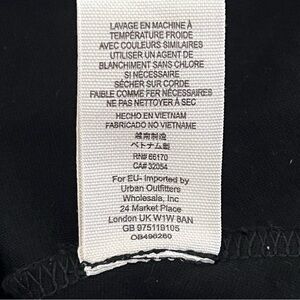 LAVAGE EN MACHINE À
TEMPÉRATURE FROIDE
AVEC COULEURS SIMILAIRES
UTILISER UN AGENT DE
BLANCHIMENT SANS CHLORE
SI NÉCESSAIRE
SÉCHER SUR CORDE
FAIBLE COMME FER NÉCESSAIRES
NE PAS NETTOYER À SEC
HECHO EN VIETNAM
FABRICADO NO VIETNAME
越南制造
ベトナム製
RN# 66170
CA# 32054
For EU- Imported by
Urban Outfitters
Wholesale, Inc
24 Market Place
London UK W1W 8AN
GB 975119105
OB496260